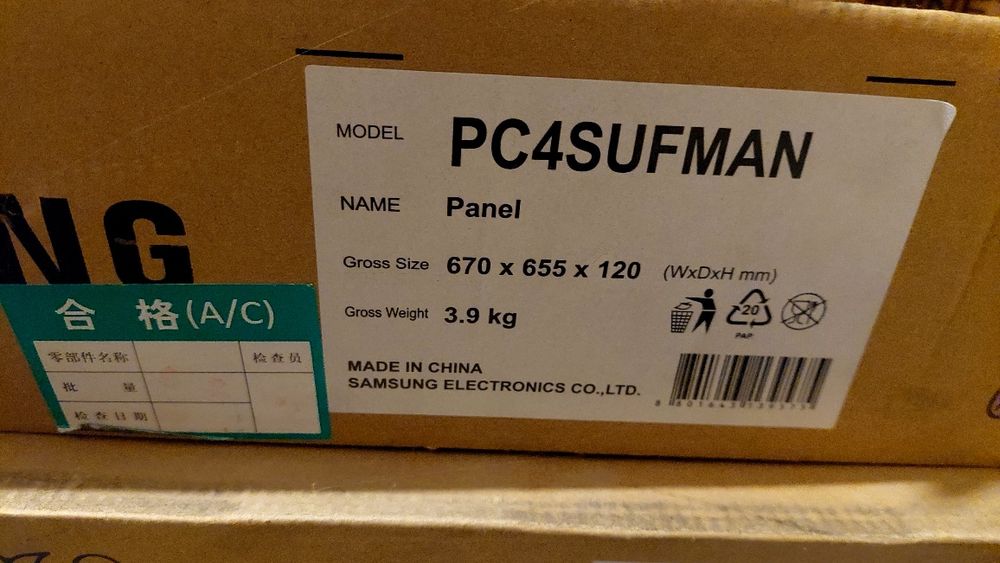 MODEL PC4SUFMAN
NAME Panel
Gross Size 670 x 655 x 120 (WxDxH mm)
Gross Weight 3.9 kg
20
PAP
MADE IN CHINA
SAMSUNG ELECTRONICS CO.,LTD.
NG
合 格(A/C)
零部件名称
检查员
批 量
检查日期